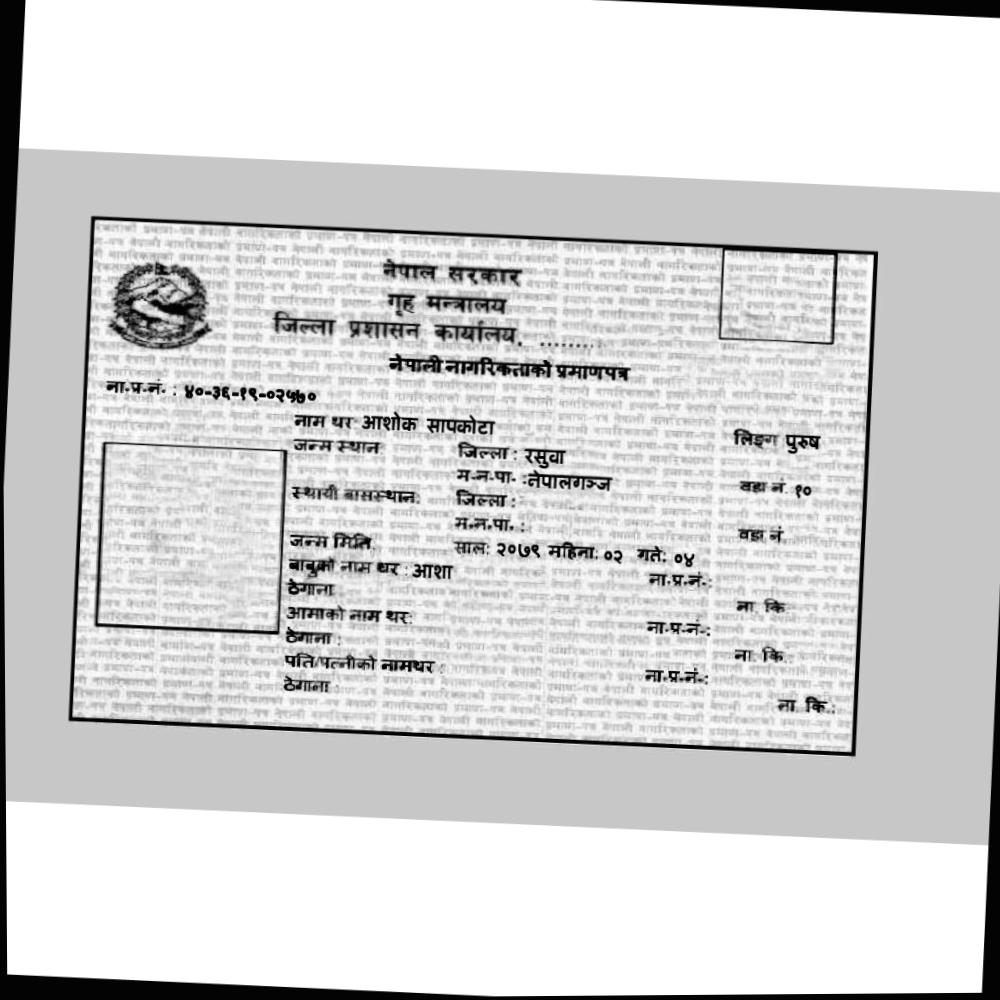 नेपाल सरकार
गृह मन्त्रालय
जिल्ला प्रशासन कार्यालय, ........
नेपाली नागरिकताको प्रमाणपत्र
ना.प्र.नं. : ४०-३६-१९-०२५७०
नाम थर: आशोक सापकोटा लिङ्ग पुरुष
जन्म स्थान: जिल्ला : रसुवा
म.न.पा. :नेपालगञ्ज वडा नं. १०
स्थायी बासस्थान: जिल्ला :
म.न.पा. : वडा नं.
जन्म मिति: साल: २०७९ महिना: ०२ गते: ०४
बाबुको नाम थर : आशा ना.प्र.नं.:
ठेगाना : ना. कि.:
आमाको नाम थर: ना.प्र.नं.:
ठेगाना : ना. कि.:
पति/पत्नीको नामथर : ना.प्र.नं.:
ठेगाना : ना. कि.: